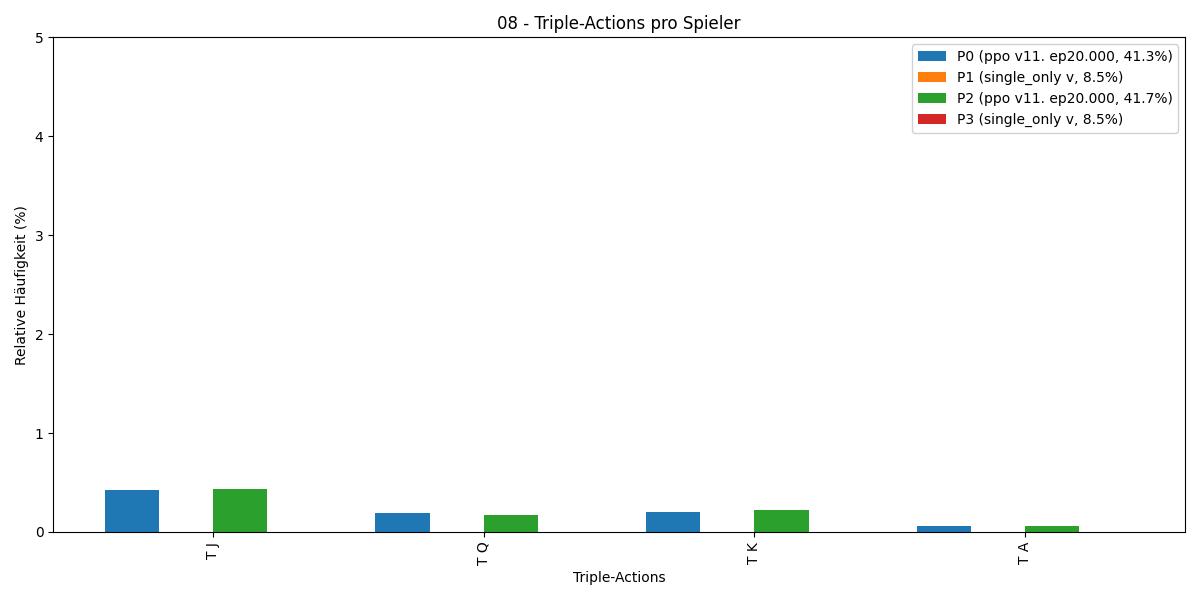 08 - Triple-Actions pro Spieler
P0 (ppo v11. ep20.000, 41.3%)
P1 (single_only v, 8.5%)
P2 (ppo v11. ep20.000, 41.7%)
P3 (single_only v, 8.5%)
Relative Häufigkeit (%)
5
4
3
2
1
0
T J
T Q
T K
T A
Triple-Actions